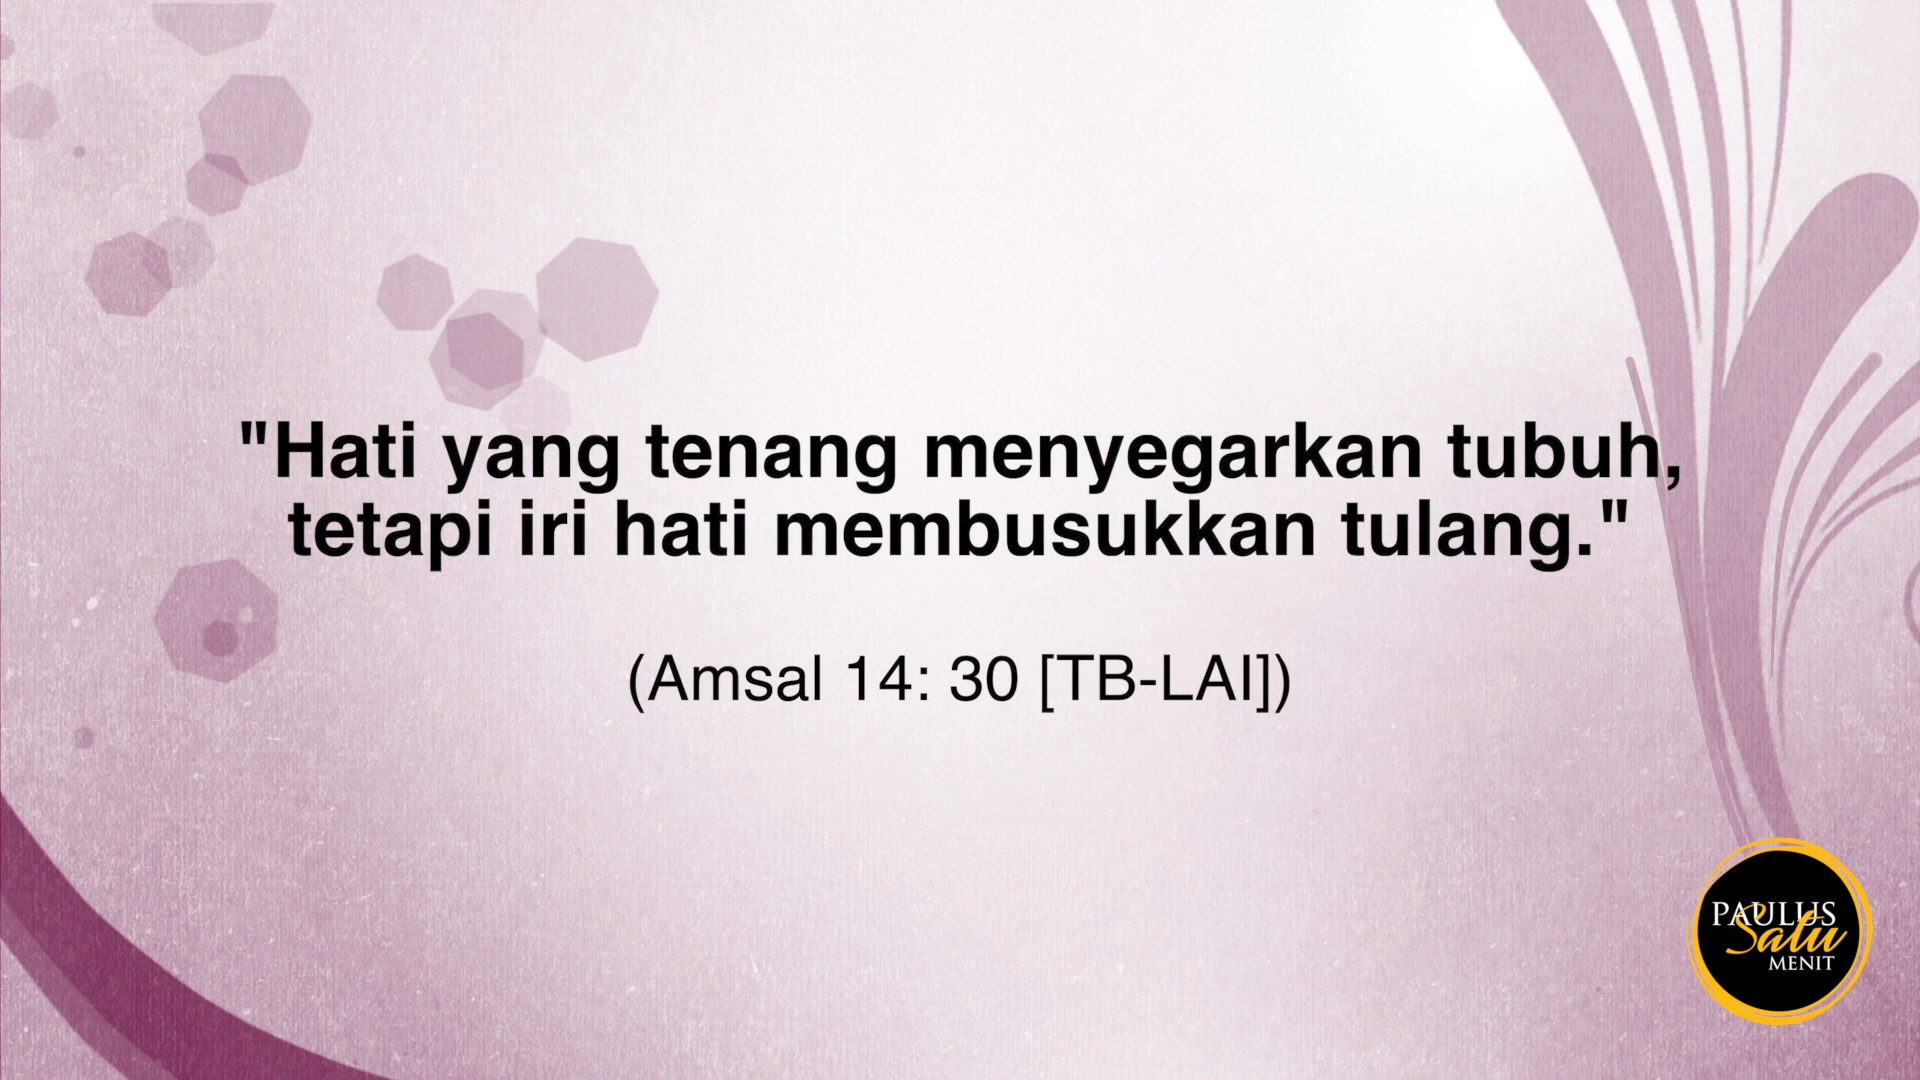 "Hati yang tenang menyegarkan tubuh,
tetapi iri hati membusukkan tulang."
(Amsal 14: 30 [TB-LAI])
PAULUS
Satu
MENIT